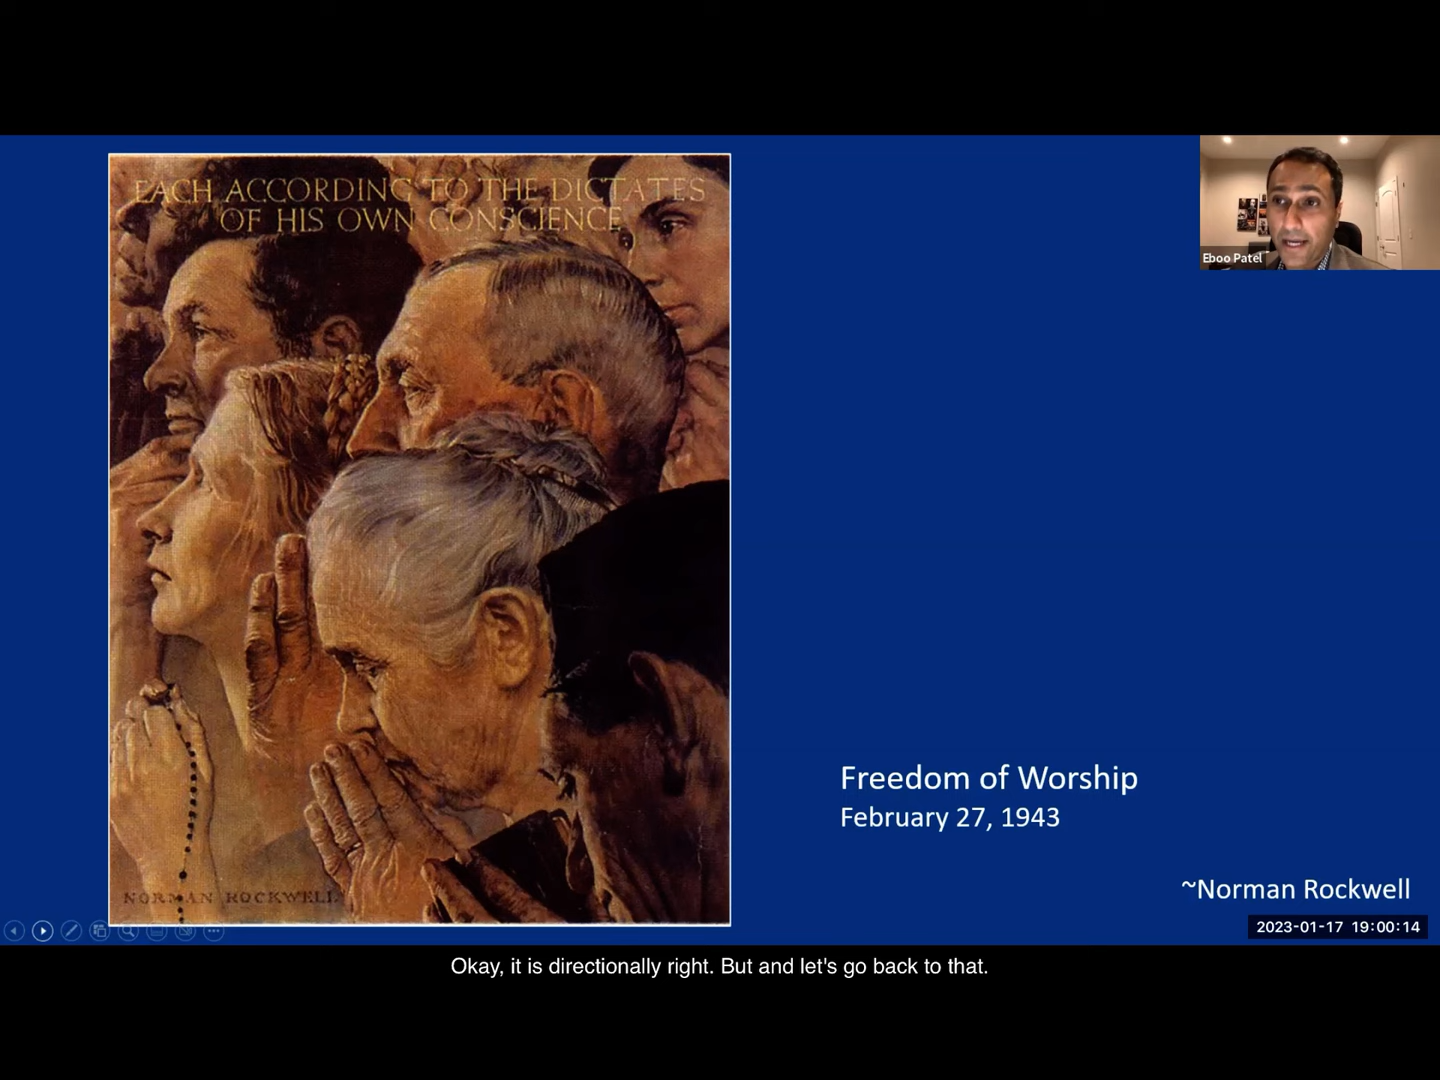 EACH ACCORDING TO THE DICTATES
OF HIS OWN CONSCIENCE
Eboo Patel
NORMAN ROCKWELL
Freedom of Worship
February 27, 1943
~Norman Rockwell
2023-01-17 19:00:14
Okay, it is directionally right. But and let's go back to that.